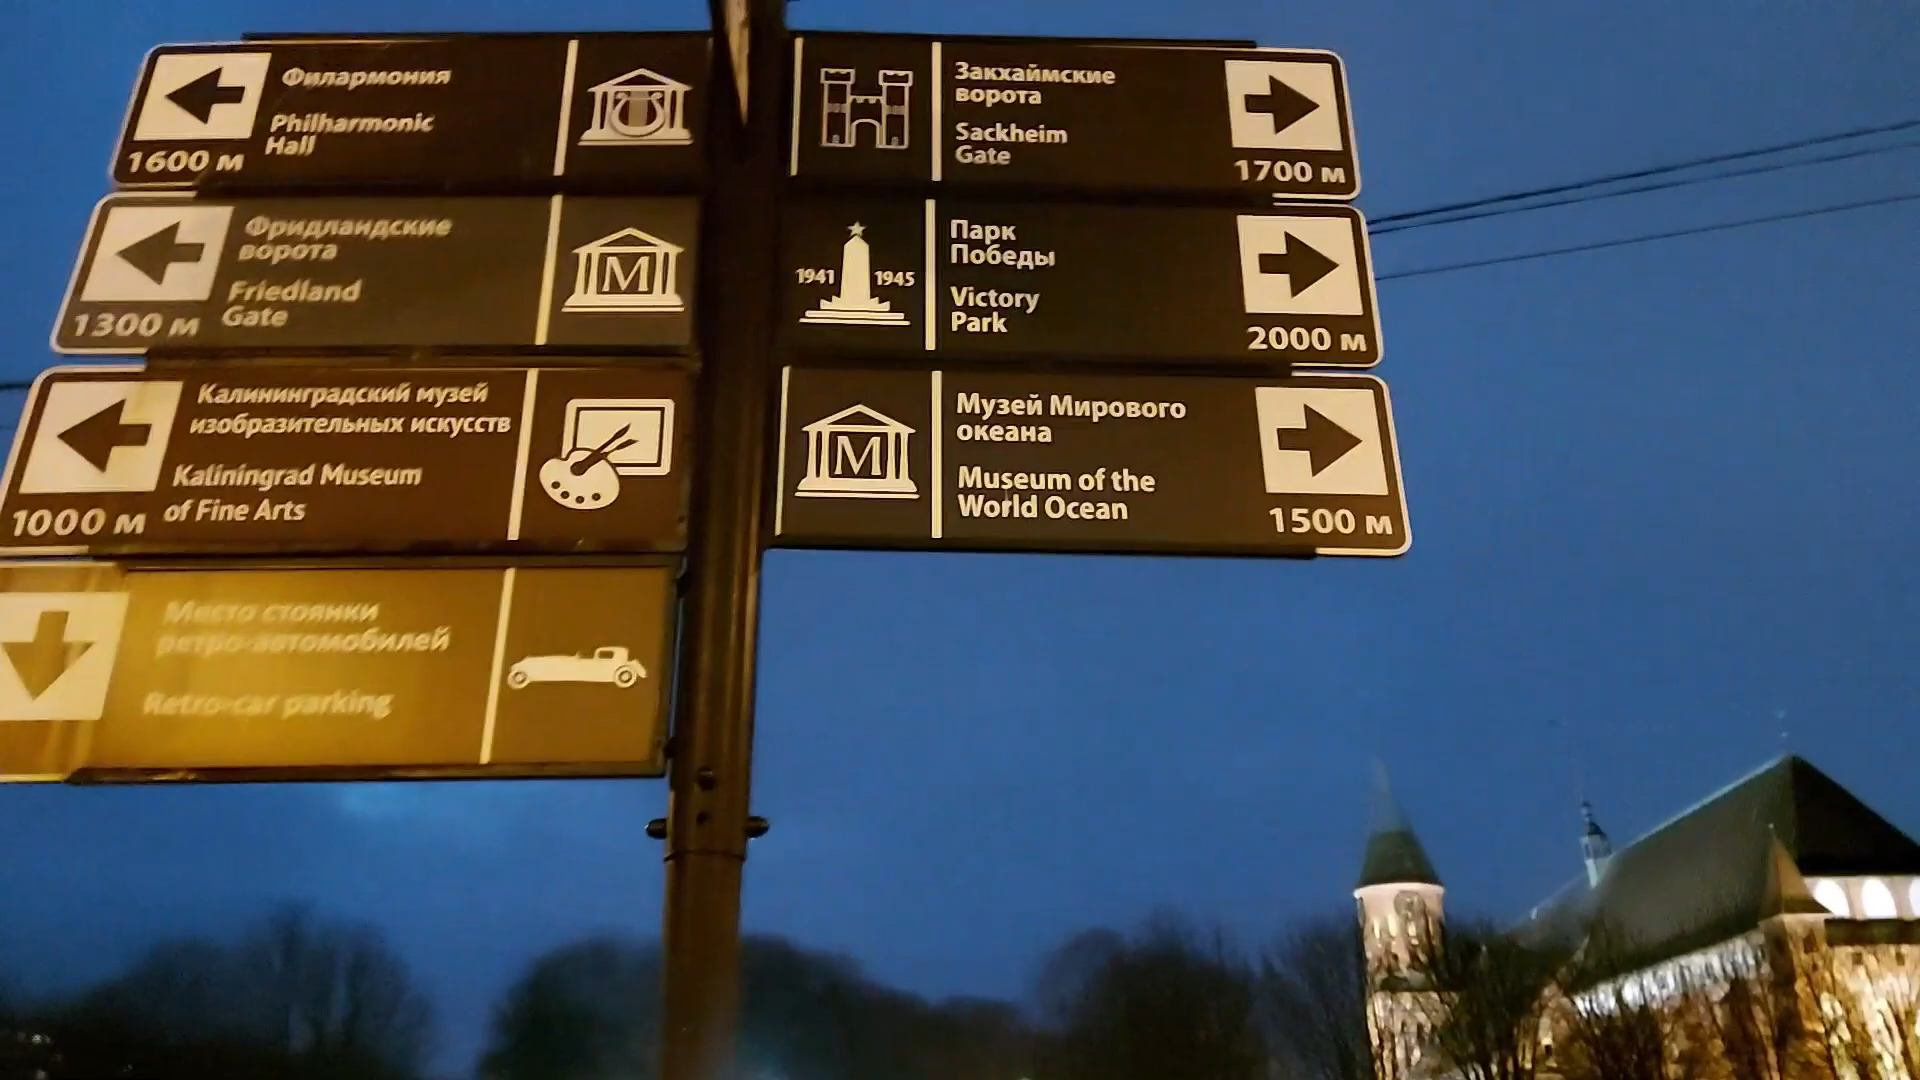 Филармония
Philharmonic
Hall
1600 м
Фридландские
ворота
Friedland
Gate
1300 м
Калининградский музей
изобразительных искусств
Kaliningrad Museum
of Fine Arts
1000 м
Место стоянки
ретро-автомобилей
Retro-car parking
Закхаймские
ворота
Sackheim
Gate
1700 м
1941 1945
Парк
Победы
Victory
Park
2000 м
М
Музей Мирового
океана
Museum of the
World Ocean
1500 м
М